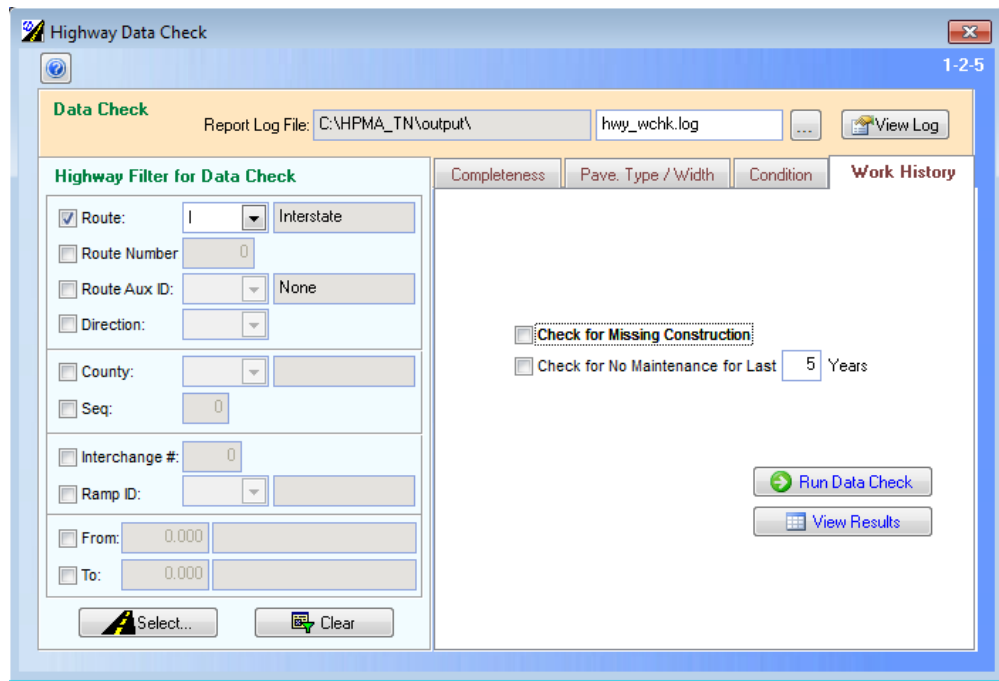 Highway Data Check
1-2-5
Data Check
Report Log File: C:\HPMA_TN\output\ hwy_wchk.log ... View Log
Highway Filter for Data Check
Route: I Interstate
Route Number 0
Route Aux ID: None
Direction:
County:
Seq: 0
Interchange #: 0
Ramp ID:
From: 0.000
To: 0.000
Select... Clear
Completeness Pave. Type / Width Condition Work History
Check for Missing Construction
Check for No Maintenance for Last 5 Years
Run Data Check
View Results